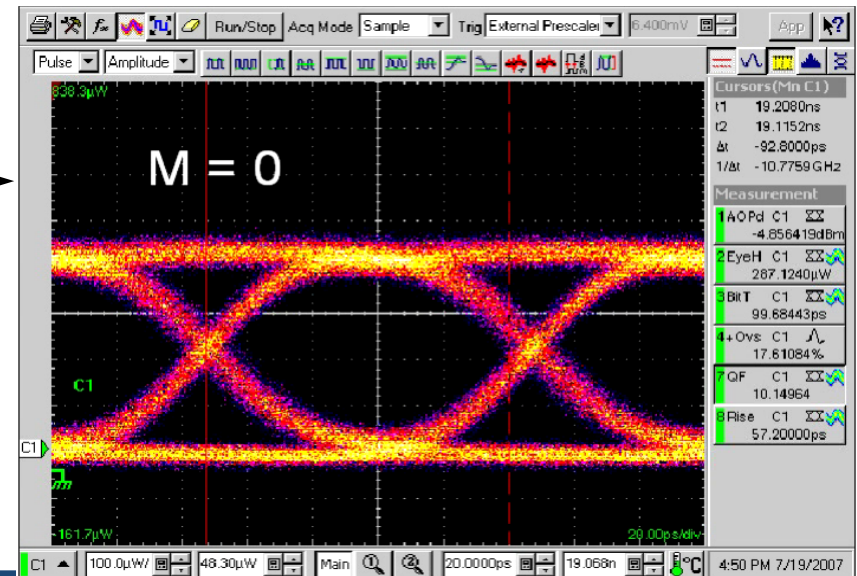 Run/Stop Acq Mode Sample Trig External Prescaler 6.400mV App
Pulse Amplitude
838.3µW
M = 0
C1
C1
-161.7µW
20.00ps/div
Cursors(Mn C1)
t1 19.2080ns
t2 19.1152ns
Δt -92.8000ps
1/Δt -10.7759GHz
Measurement
1 AOPd C1
-4.856419dBm
2 EyeH C1
287.1240µW
3 BitT C1
99.68443ps
4 +Ovs C1
17.61084%
7 QF C1
10.14964
8 Rise C1
57.20000ps
C1 100.0µW/ 48.30µW Main 20.0000ps 19.068n °C 4:50 PM 7/19/2007